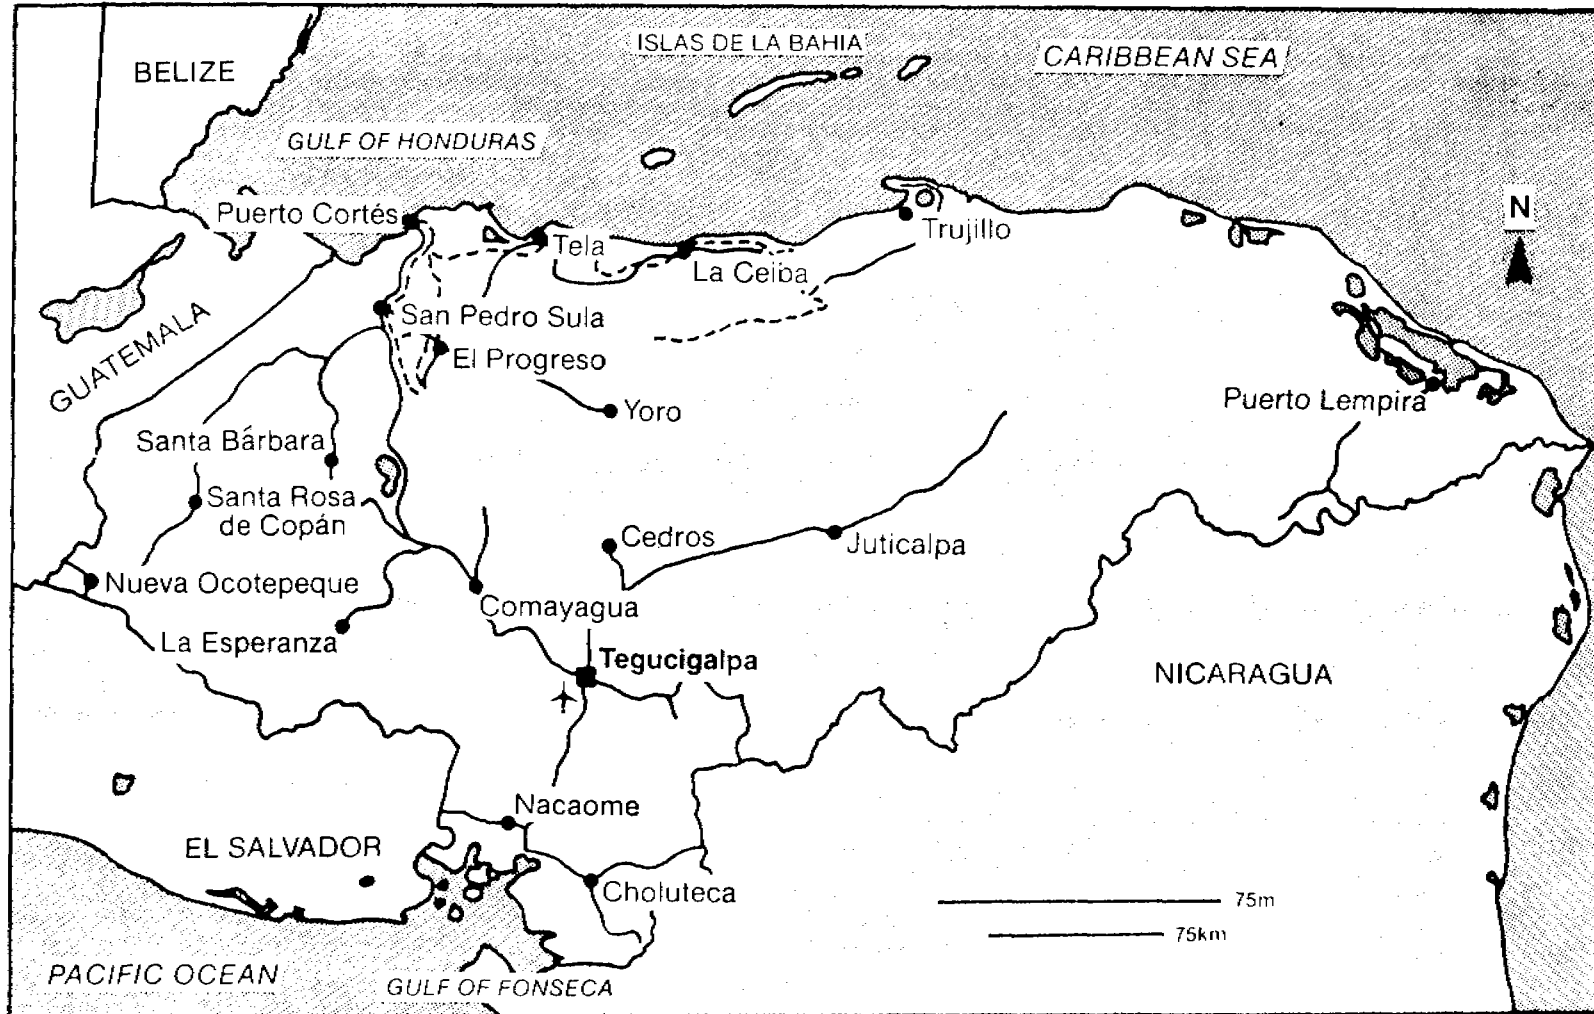 BELIZE
ISLAS DE LA BAHIA
CARIBBEAN SEA
GULF OF HONDURAS
Puerto Cortés
Tela
La Ceiba
Trujillo
N
San Pedro Sula
GUATEMALA
El Progreso
Yoro
Puerto Lempira
Santa Bárbara
Santa Rosa
de Copán
Cedros
Juticalpa
Nueva Ocotepeque
Comayagua
La Esperanza
Tegucigalpa
NICARAGUA
Nacaome
EL SALVADOR
Choluteca
75m
75km
PACIFIC OCEAN
GULF OF FONSECA